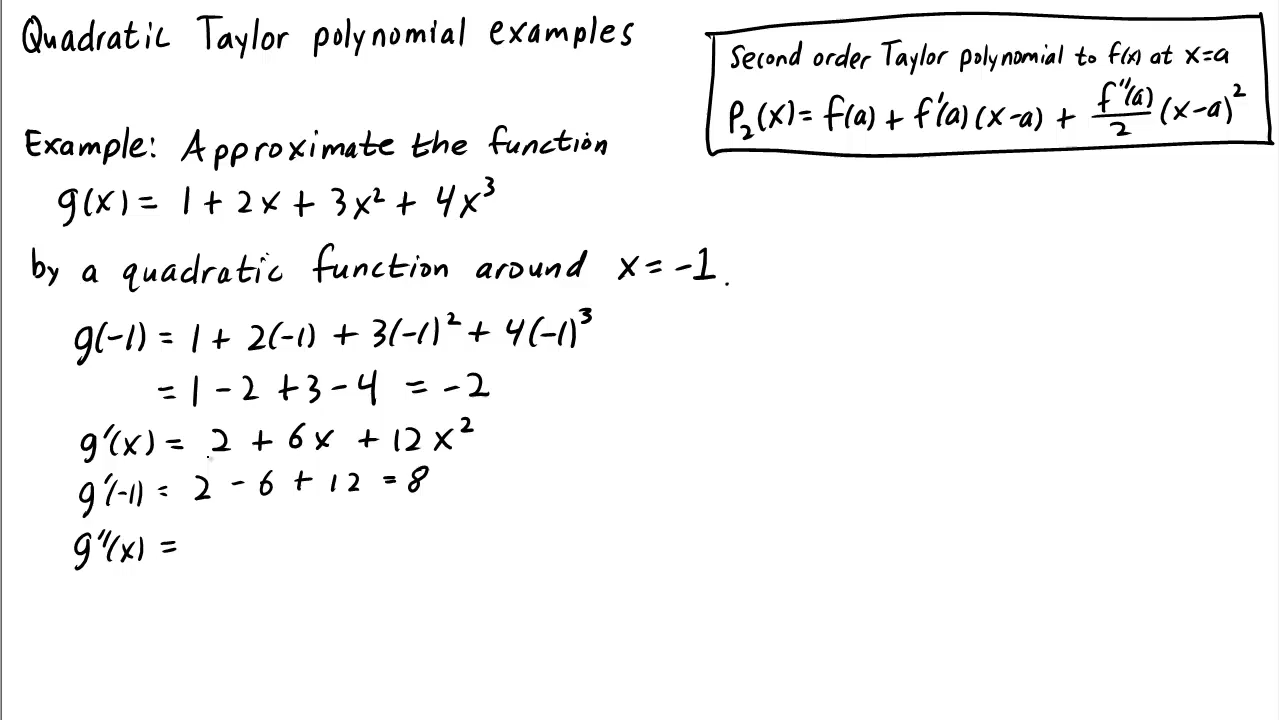 Quadratic Taylor polynomial examples
Second order Taylor polynomial to f(x) at x=a
P₂(x) = f(a) + f'(a)(x-a) + f''(a)/2 (x-a)²
Example: Approximate the function
g(x) = 1 + 2x + 3x² + 4x³
by a quadratic function around x = -1.
g(-1) = 1 + 2(-1) + 3(-1)² + 4(-1)³
= 1 - 2 + 3 - 4 = -2
g'(x) = 2 + 6x + 12x²
g'(-1) = 2 - 6 + 12 = 8
g''(x) =